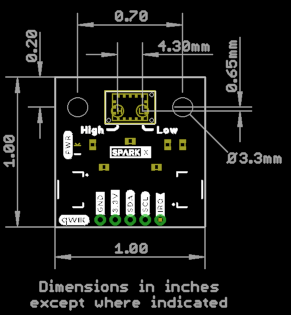 0.70
0.20
4.30mm
0.65mm
High
Low
PWR
SPARK X
1.00
Ø3.3mm
GND
3.3V
SDA
SCL
qwiic
1.00
Dimensions in inches
except where indicated